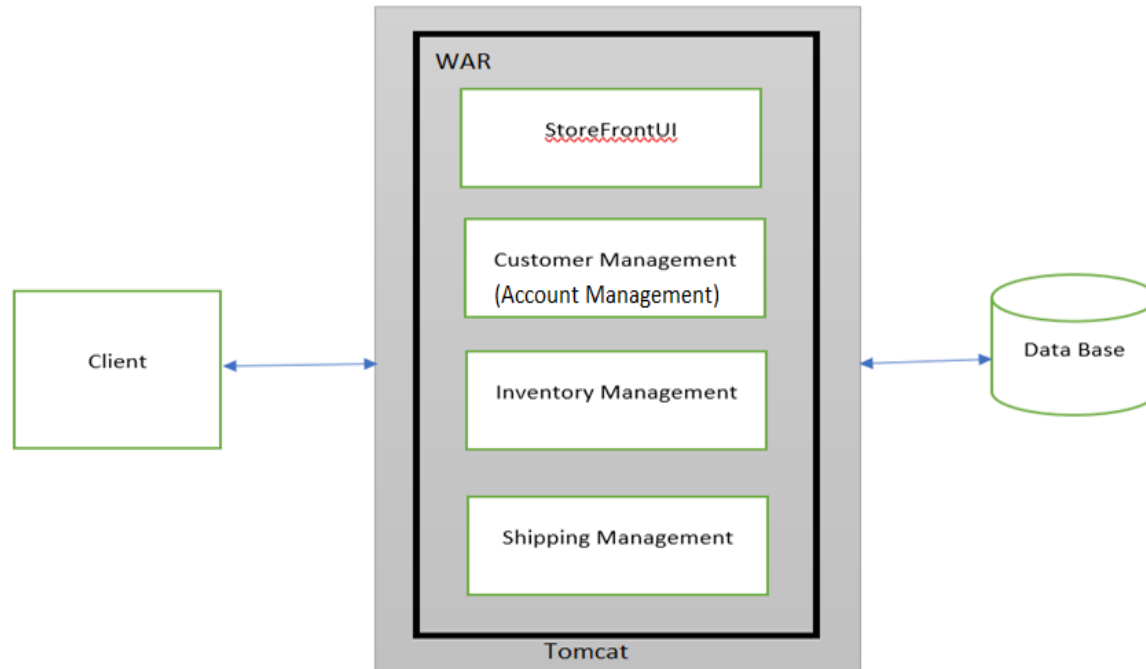 WAR
StoreFrontUI
Customer Management
(Account Management)
Client
Data Base
Inventory Management
Shipping Management
Tomcat